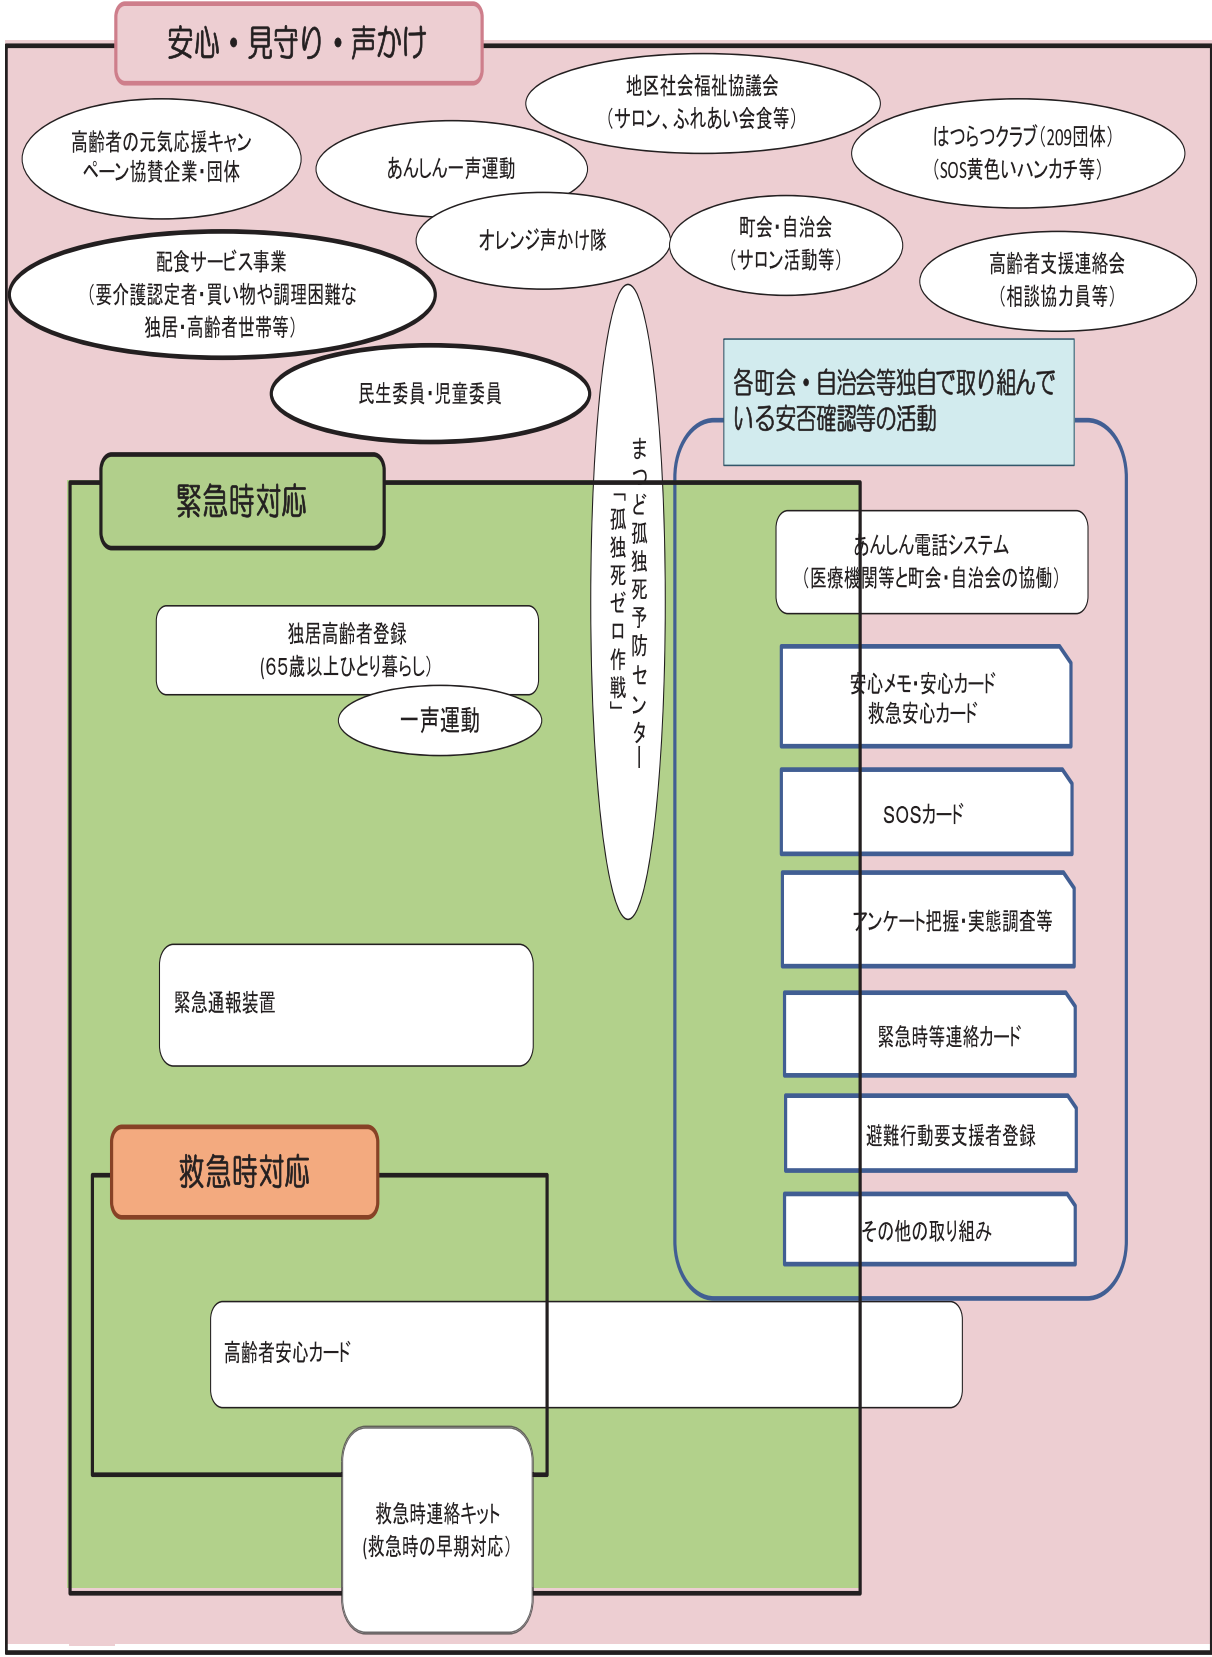 安心・見守り・声かけ
地区社会福祉協議会
（サロン、ふれあい会食等）
高齢者の元気応援キャン
ペーン協賛企業・団体
あんしん一声運動
はつらつクラブ（209団体）
（SOS黄色いハンカチ等）
オレンジ声かけ隊
町会・自治会
（サロン活動等）
配食サービス事業
（要介護認定者・買い物や調理困難な
独居・高齢者世帯等）
高齢者支援連絡会
（相談協力員等）
民生委員・児童委員
各町会・自治会等独自で取り組んで
いる安否確認等の活動
まつど孤独死予防センター
「孤独死ゼロ作戦」
緊急時対応
あんしん電話システム
（医療機関等と町会・自治会の協働）
独居高齢者登録
(65歳以上ひとり暮らし）
一声運動
安心メモ・安心カード
救急安心カード
SOSカード
アンケート把握・実態調査等
緊急通報装置
緊急時等連絡カード
避難行動要支援者登録
救急時対応
その他の取り組み
高齢者安心カード
救急時連絡キット
(救急時の早期対応）